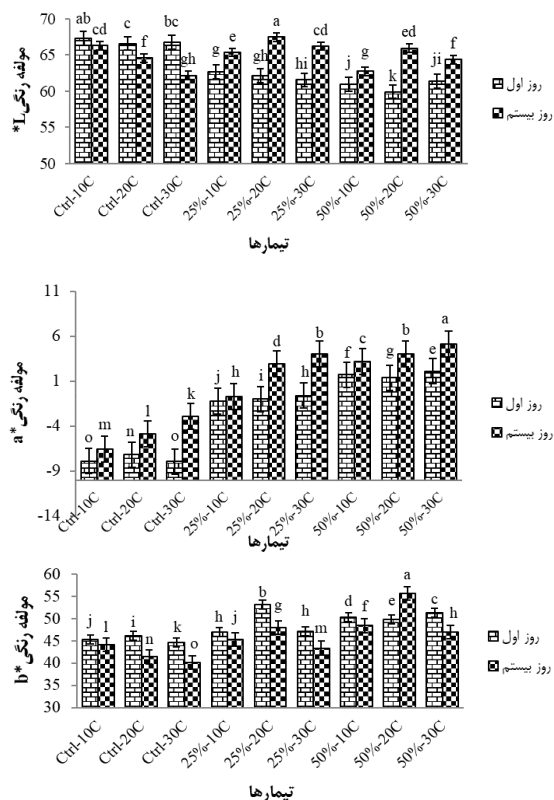 70
65
60
55
50
مولفه رنگی L*
ab cd c f bc gh g e gh a hi cd j g k ed ji f
روز اول
روز بیستم
Ctrl-10C Ctrl-20C Ctrl-30C 25%-10C 25%-20C 25%-30C 50%-10C 50%-20C 50%-30C
تیمارها
11
6
1
-4
-9
-14
مولفه رنگی a*
o m n l o k j h i d h b f c g b e a
روز اول
روز بیستم
Ctrl-10C Ctrl-20C Ctrl-30C 25%-10C 25%-20C 25%-30C 50%-10C 50%-20C 50%-30C
تیمارها
60
55
50
45
40
35
30
مولفه رنگی b*
j l i n k o h j b g h m d f e a c h
روز اول
روز بیستم
Ctrl-10C Ctrl-20C Ctrl-30C 25%-10C 25%-20C 25%-30C 50%-10C 50%-20C 50%-30C
تیمارها